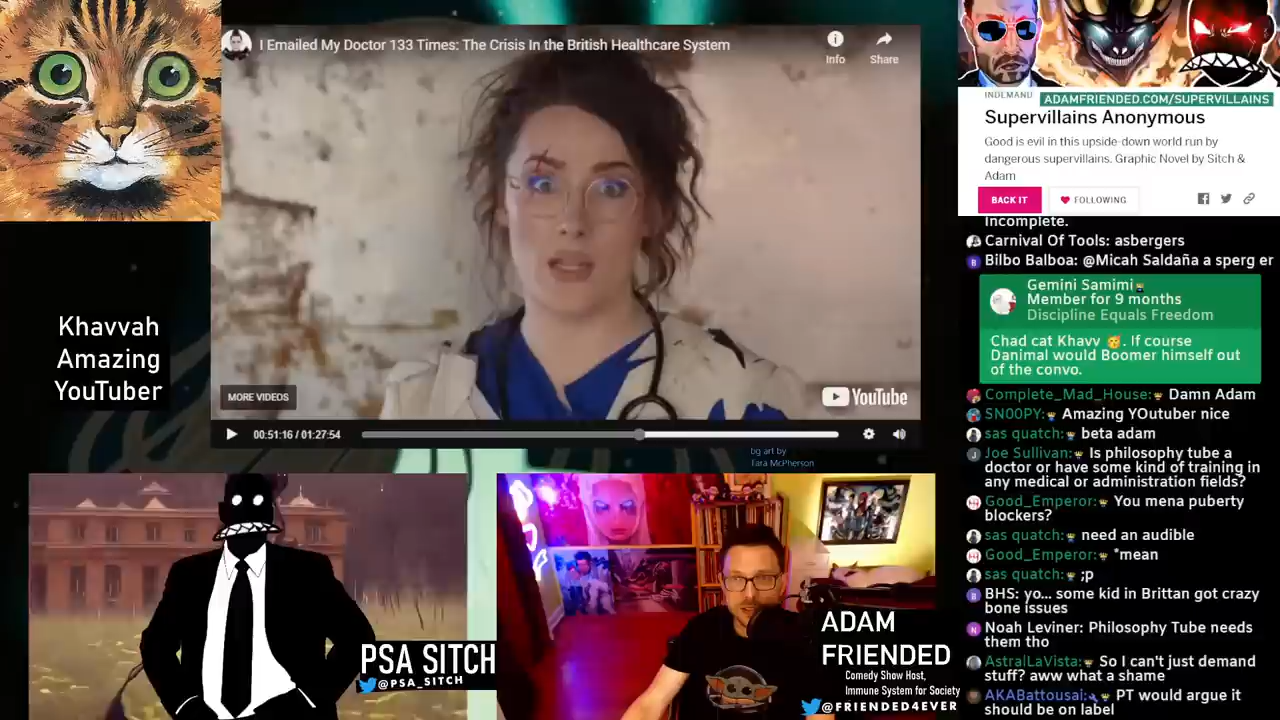 I Emailed My Doctor 133 Times: The Crisis In the British Healthcare System
Info
Share
MORE VIDEOS
YouTube
00:51:16 / 01:27:54
bg art by
Tara McPherson
Khavvah
Amazing
YouTuber
PSA SITCH
@PSA_SITCH
ADAM
FRIENDED
Comedy Show Host,
Immune System for Society
@FRIENDED4EVER
INDEMAND
ADAMFRIENDED.COM/SUPERVILLAINS
Supervillains Anonymous
Good is evil in this upside-down world run by
dangerous supervillains. Graphic Novel by Sitch &
Adam
BACK IT
FOLLOWING
Incomplete.
Carnival Of Tools: asbergers
Bilbo Balboa: @Micah Saldaña a sperg er
Gemini Samimi
Member for 9 months
Discipline Equals Freedom
Chad cat Khavv 🥳. If course
Danimal would Boomer himself out
of the convo.
Complete_Mad_House: Damn Adam
SN00PY: Amazing YOutuber nice
sas quatch: beta adam
Joe Sullivan: Is philosophy tube a
doctor or have some kind of training in
any medical or administration fields?
Good_Emperor: You mena puberty
blockers?
sas quatch: need an audible
Good_Emperor: *mean
sas quatch: ;p
BHS: yo... some kid in Brittan got crazy
bone issues
Noah Leviner: Philosophy Tube needs
them tho
AstralLaVista: So I can't just demand
stuff? aww what a shame
AKABattousai: PT would argue it
should be on label